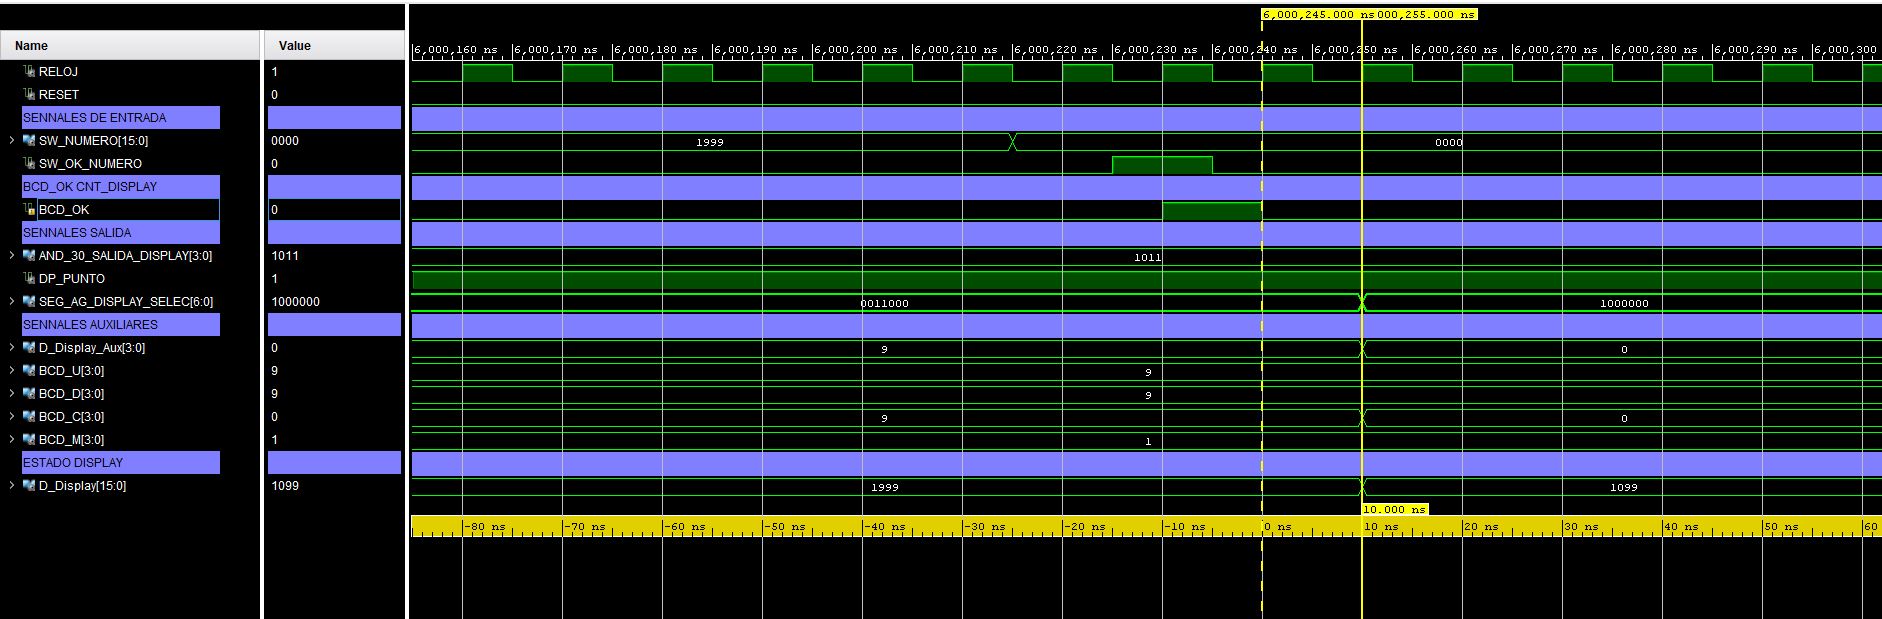 6,000,245.000 ns 000,255.000 ns
Name Value
6,000,160 ns 6,000,170 ns 6,000,180 ns 6,000,190 ns 6,000,200 ns 6,000,210 ns 6,000,220 ns 6,000,230 ns 6,000,240 ns 6,000,250 ns 6,000,260 ns 6,000,270 ns 6,000,280 ns 6,000,290 ns 6,000,300
RELOJ 1
RESET 0
SENNALES DE ENTRADA
SW_NUMERO[15:0] 0000 1999 0000
SW_OK_NUMERO 0
BCD_OK CNT_DISPLAY
BCD_OK 0
SENNALES SALIDA
AND_30_SALIDA_DISPLAY[3:0] 1011 1011
DP_PUNTO 1
SEG_AG_DISPLAY_SELEC[6:0] 1000000 0011000 1000000
SENNALES AUXILIARES
D_Display_Aux[3:0] 0 9 0
BCD_U[3:0] 9 9
BCD_D[3:0] 9 9
BCD_C[3:0] 0 9 0
BCD_M[3:0] 1 1
ESTADO DISPLAY
D_Display[15:0] 1099 1999 1099
10.000 ns
-80 ns -70 ns -60 ns -50 ns -40 ns -30 ns -20 ns -10 ns 0 ns 10 ns 20 ns 30 ns 40 ns 50 ns 60